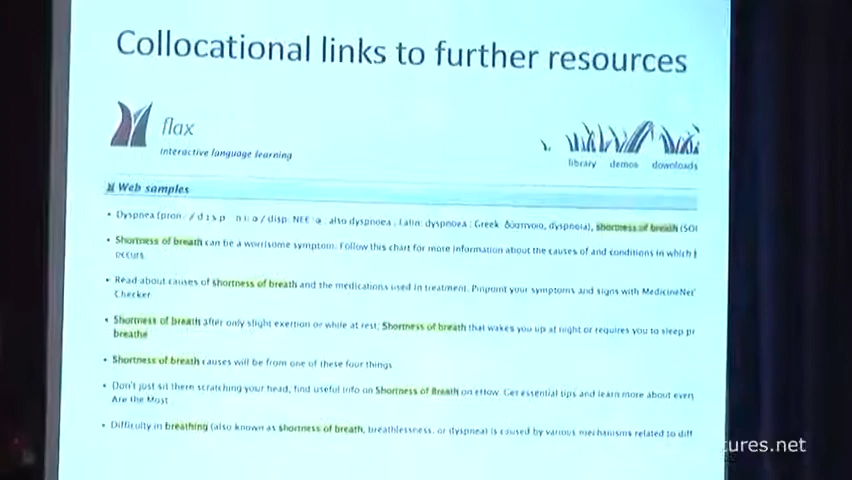 Collocational links to further resources
flax
interactive language learning
library demos downloads
Web samples
• Dyspnea (pron. also dyspnoea; Latin: dyspnoea; Greek: dyspnoia), shortness of breath (SOI
• Shortness of breath can be a worrisome symptom. Follow this chart for more information about the causes of and conditions in which
occurs.
• Read about causes of shortness of breath and the medications used in treatment. Pinpoint your symptoms and signs with MedicineNet'
Checker
• Shortness of breath after only slight exertion or while at rest; Shortness of breath that wakes you up at night or requires you to sleep pr
breathe
• Shortness of breath causes will be from one of these four things
• Don't just sit there scratching your head, find useful info on Shortness of Breath on eHow. Get essential tips and learn more about even
Are the Most
• Difficulty in breathing (also known as shortness of breath, breathlessness, or dyspnea) is caused by various mechanisms related to diff
tures.net